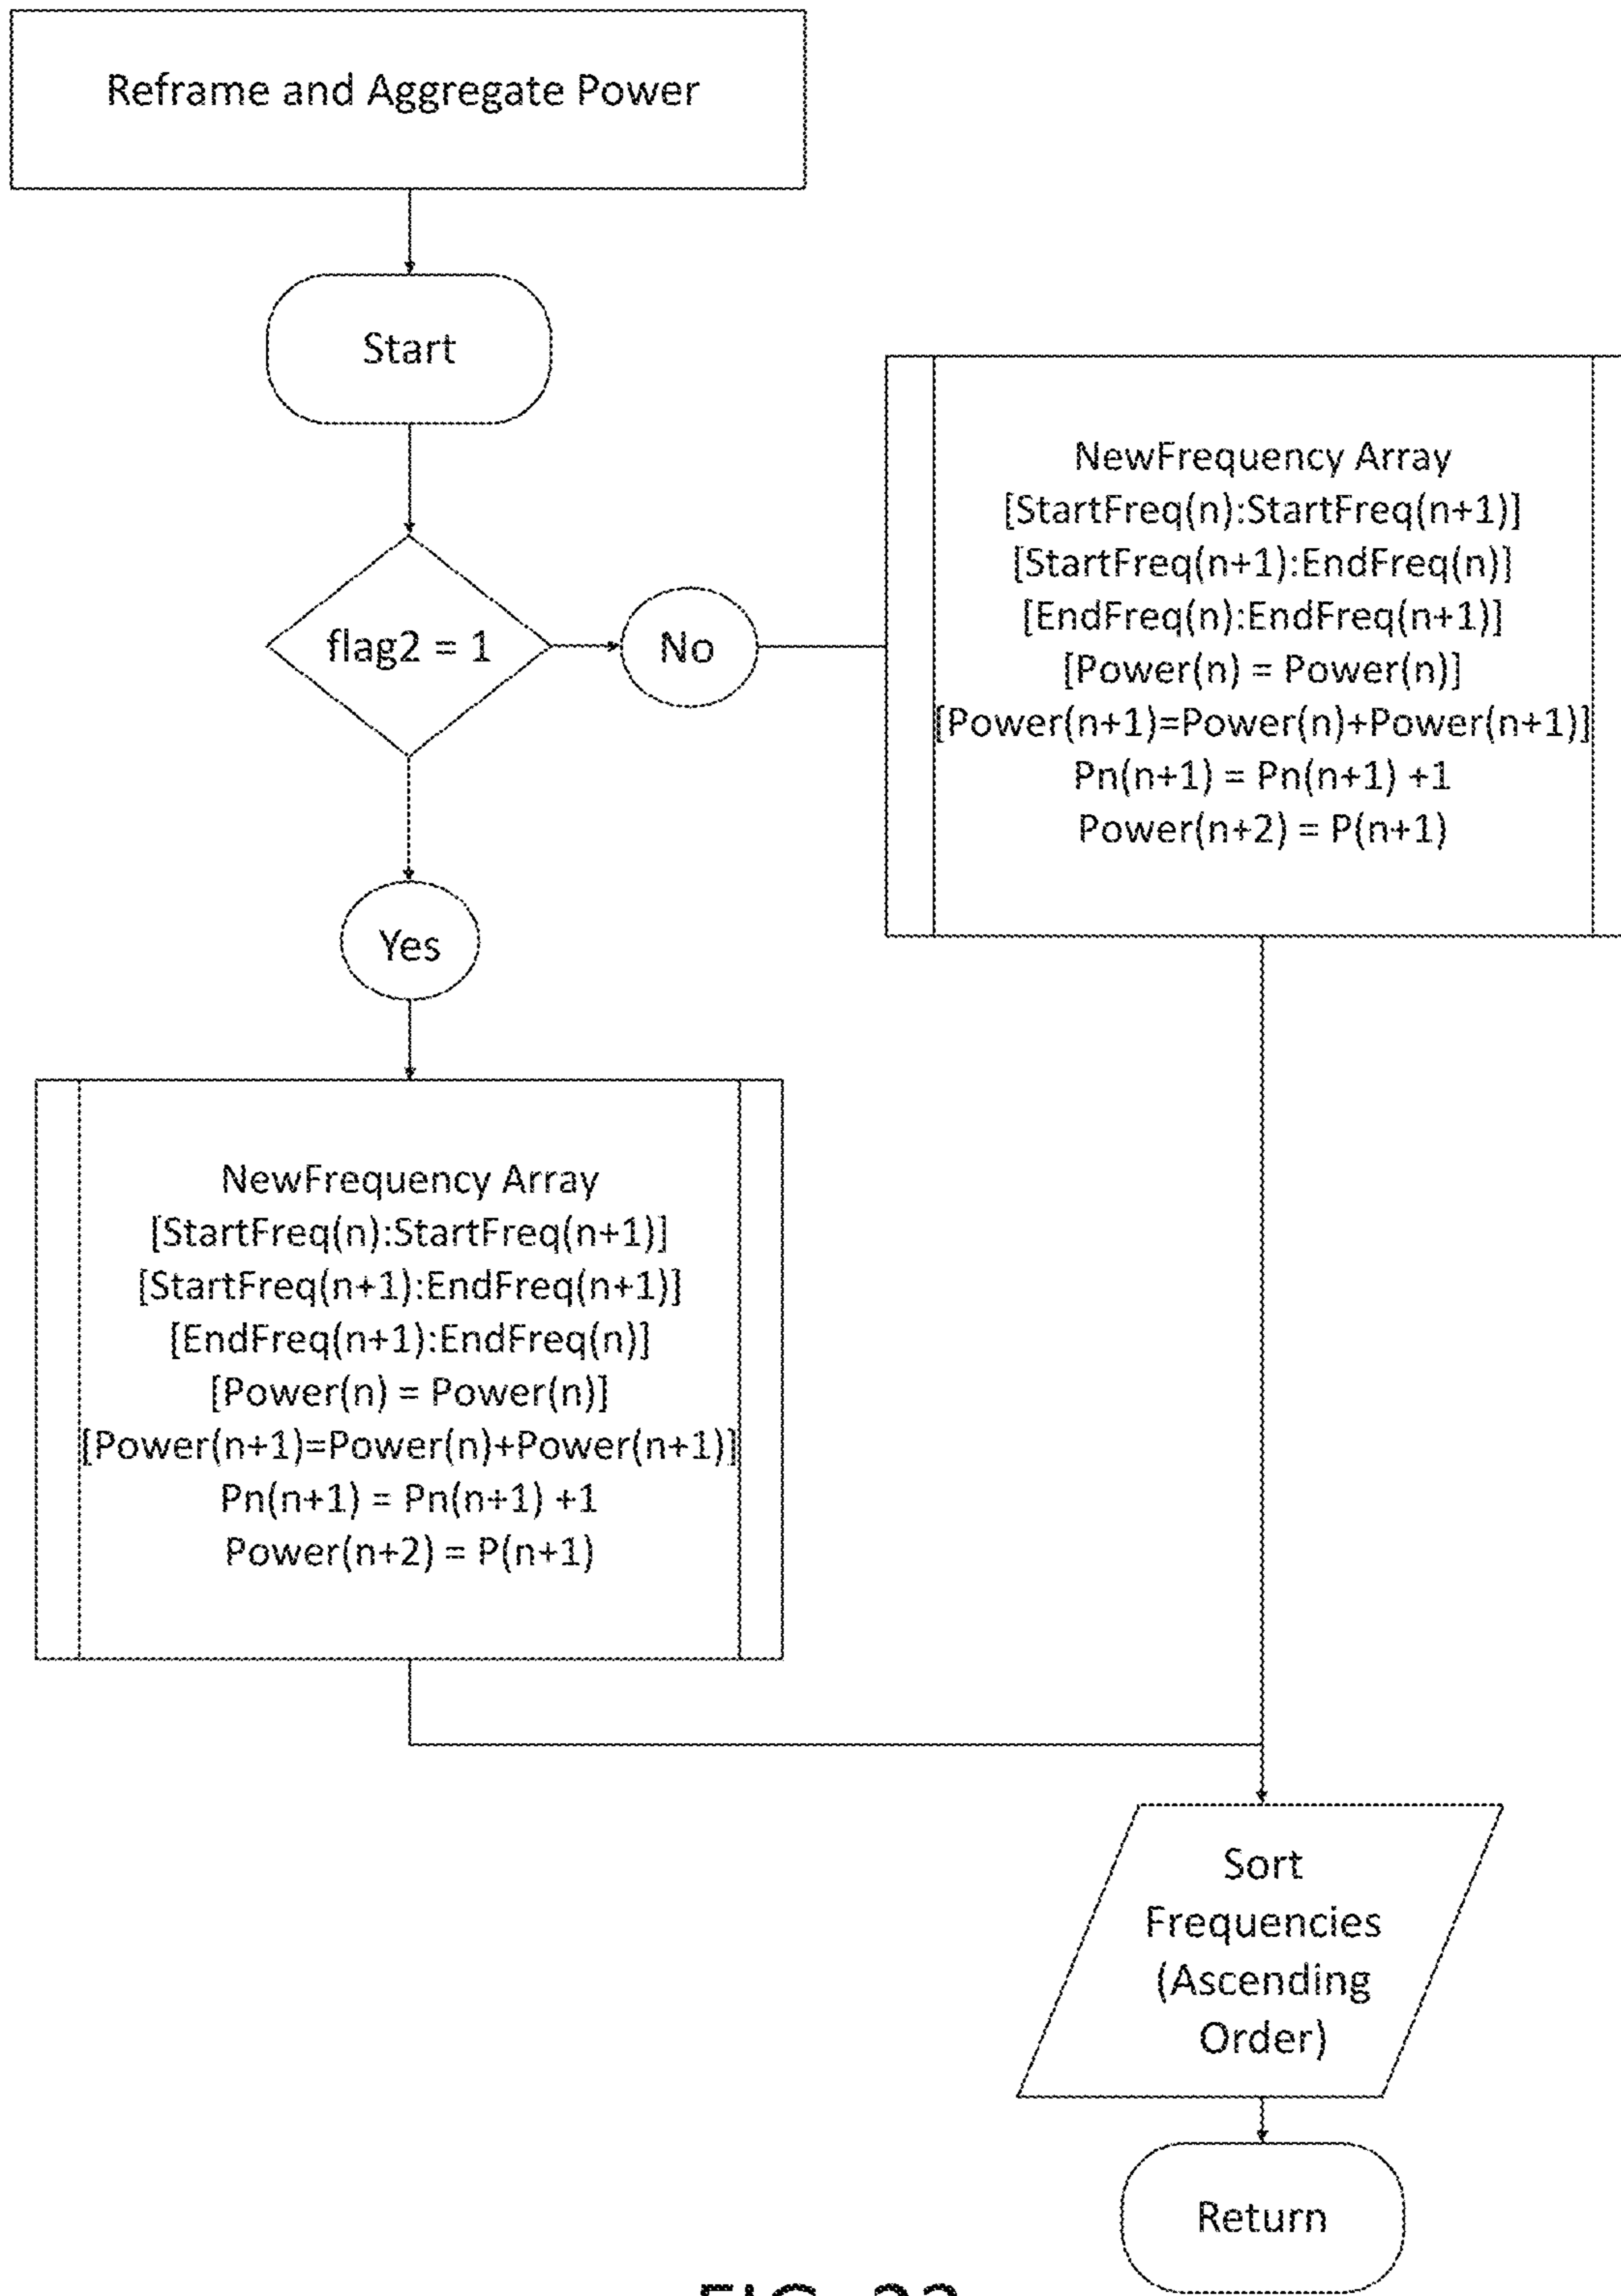 Reframe and Aggregate Power
Start
flag2 = 1
No
NewFrequency Array
[StartFreq(n):StartFreq(n+1)]
[StartFreq(n+1):EndFreq(n)]
[EndFreq(n):EndFreq(n+1)]
[Power(n) = Power(n)]
[Power(n+1)=Power(n)+Power(n+1)]
Pn(n+1) = Pn(n+1) +1
Power(n+2) = P(n+1)
Yes
NewFrequency Array
[StartFreq(n):StartFreq(n+1)]
[StartFreq(n+1):EndFreq(n+1)]
[EndFreq(n+1):EndFreq(n)]
[Power(n) = Power(n)]
[Power(n+1)=Power(n)+Power(n+1)]
Pn(n+1) = Pn(n+1) +1
Power(n+2) = P(n+1)
Sort
Frequencies
(Ascending
Order)
Return